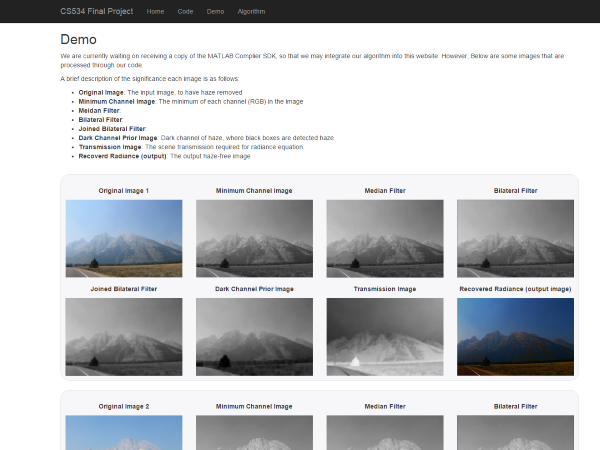 CS534 Final Project Home Code Demo Algorithm
Demo
We are currently waiting on receiving a copy of the MATLAB Complier SDK, so that we may integrate our algorithm into this website. However, Below are some images that are
processed through our code.
A brief description of the significance each image is as follows:
Original Image: The input image, to have haze removed
Minimum Channel Image: The minimum of each channel (RGB) in the image
Meidan Filter:
Bilateral Filter:
Joined Bilateral Filter:
Dark Channel Prior Image: Dark channel of haze, where black boxes are detected haze
Transmission Image: The scene transmission required for radiance equation.
Recoverd Radiance (output): The output haze-free image
Original Image 1 Minimum Channel Image Median Filter Bilateral Filter
Joined Bilateral Filter Dark Channel Prior Image Transmission Image Recovered Radiance (output image)
Original Image 2 Minimum Channel Image Median Filter Bilateral Filter